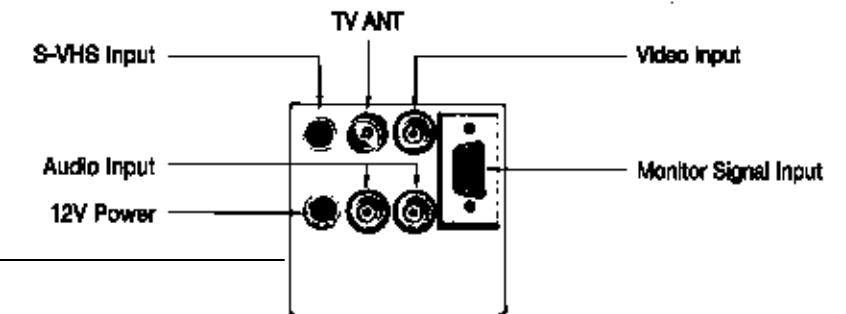 TV ANT
S-VHS Input
Video Input
Audio Input
Monitor Signal Input
12V Power